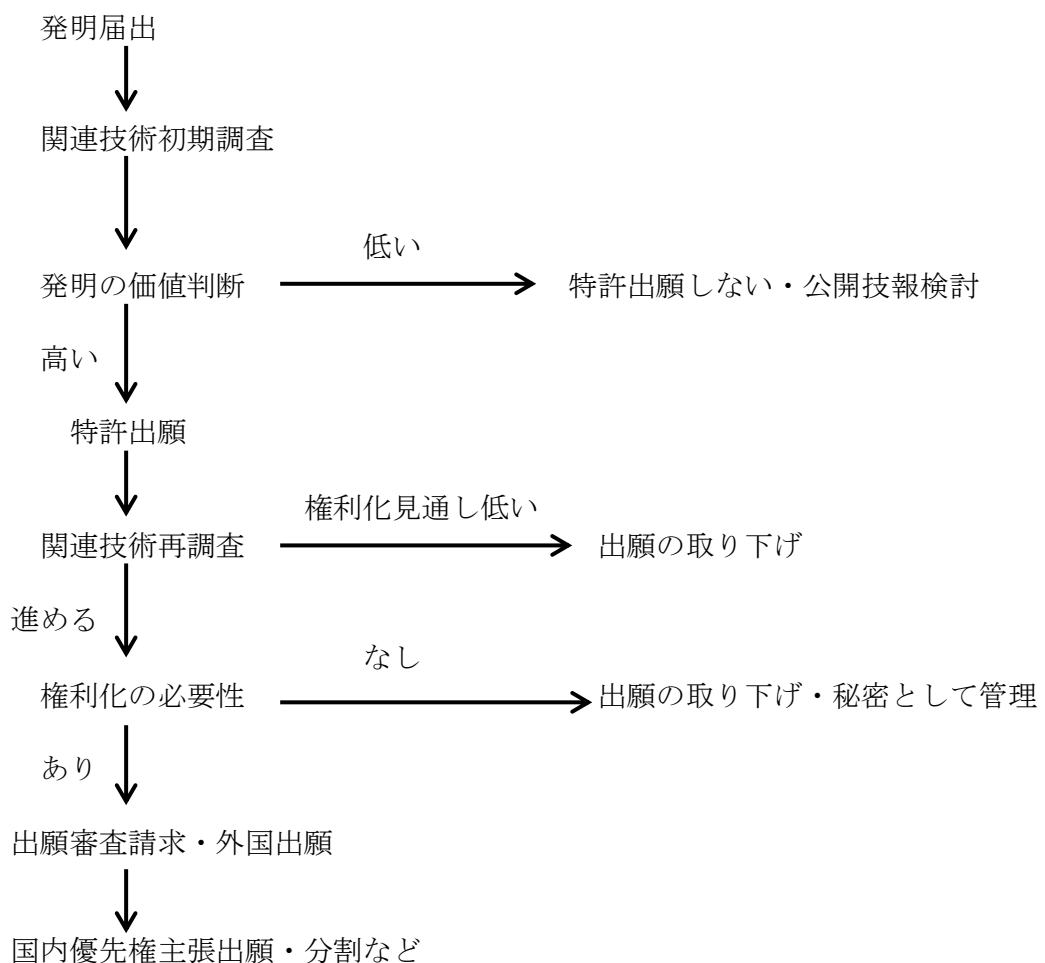 発明届出
関連技術初期調査
低い
発明の価値判断
特許出願しない・公開技報検討
高い
特許出願
権利化見通し低い
関連技術再調査
出願の取り下げ
進める
なし
権利化の必要性
出願の取り下げ・秘密として管理
あり
出願審査請求・外国出願
国内優先権主張出願・分割など